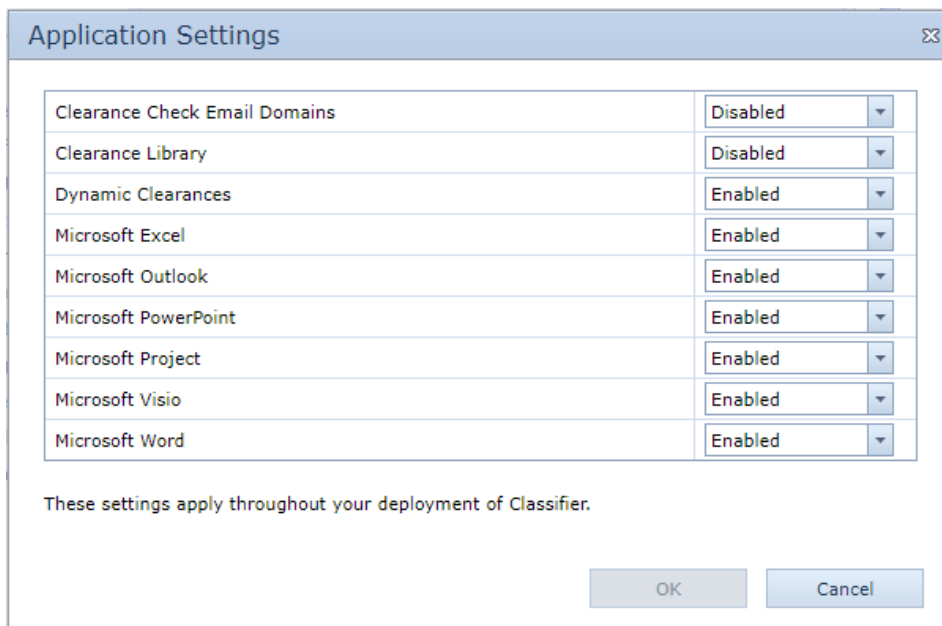 Application Settings
Clearance Check Email Domains Disabled
Clearance Library Disabled
Dynamic Clearances Enabled
Microsoft Excel Enabled
Microsoft Outlook Enabled
Microsoft PowerPoint Enabled
Microsoft Project Enabled
Microsoft Visio Enabled
Microsoft Word Enabled
These settings apply throughout your deployment of Classifier.
OK Cancel